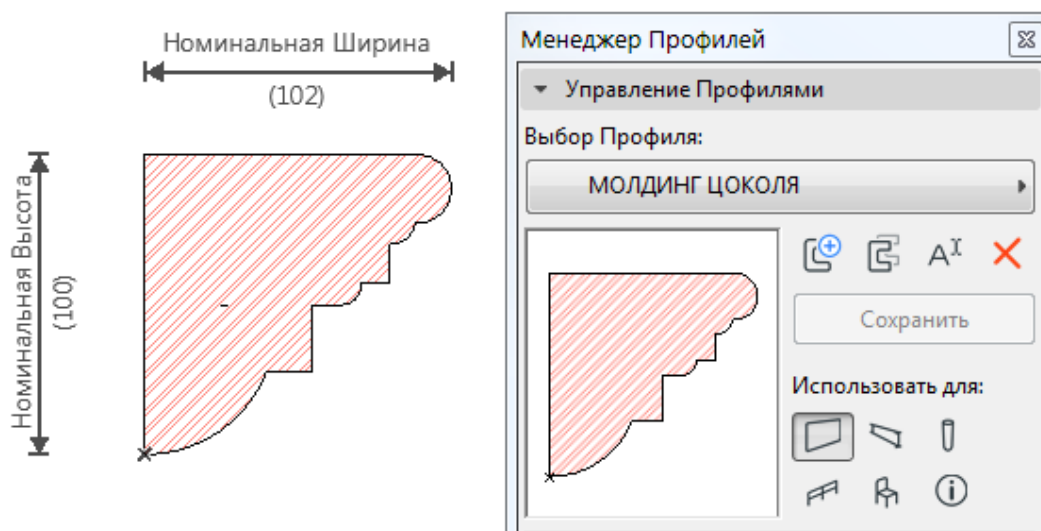 Номинальная Ширина
(102)
Номинальная Высота
(100)
Менеджер Профилей
Управление Профилями
Выбор Профиля:
МОЛДИНГ ЦОКОЛЯ
Сохранить
Использовать для: